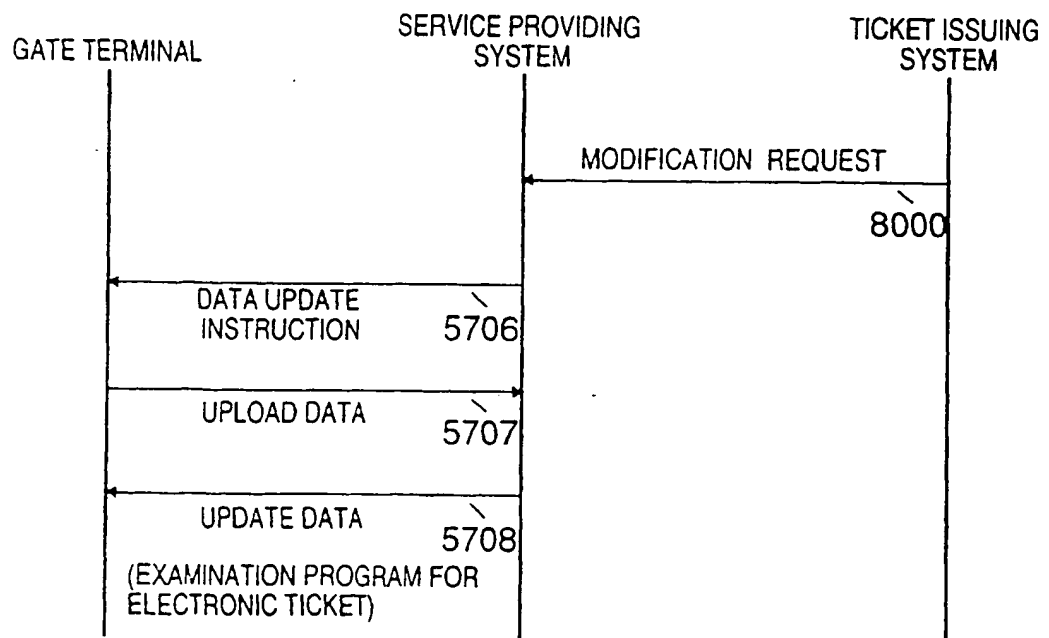 GATE TERMINAL
SERVICE PROVIDING
SYSTEM
TICKET ISSUING
SYSTEM
MODIFICATION REQUEST
8000
DATA UPDATE
INSTRUCTION
5706
UPLOAD DATA
5707
UPDATE DATA
5708
(EXAMINATION PROGRAM FOR
ELECTRONIC TICKET)